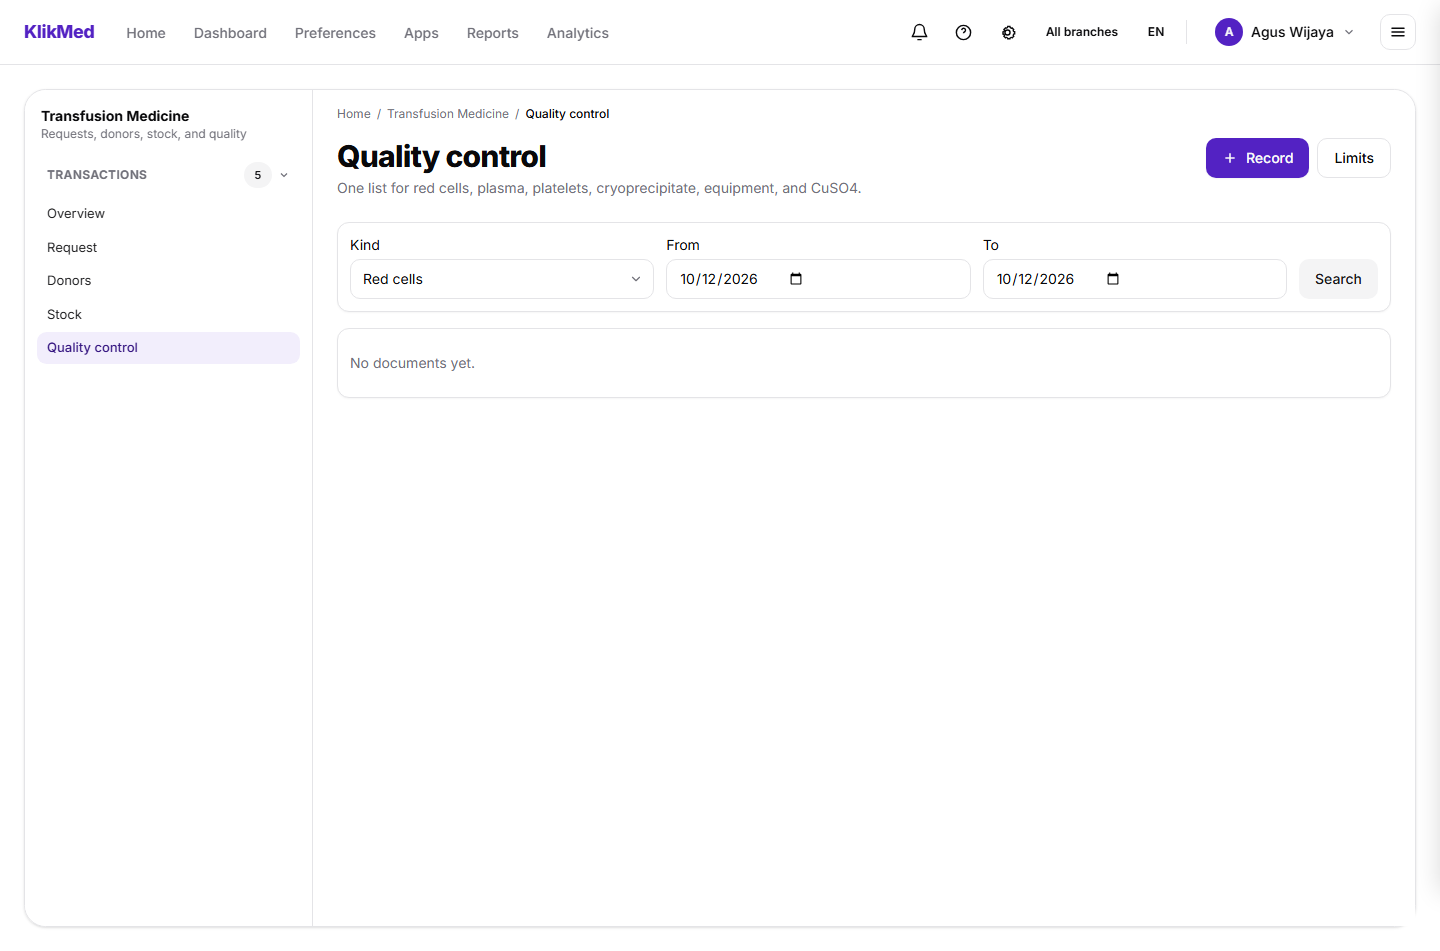 KlikMed
Home
Dashboard
Preferences
Apps
Reports
Analytics
All branches
EN
A
Agus Wijaya
Transfusion Medicine
Requests, donors, stock, and quality
TRANSACTIONS
5
Overview
Request
Donors
Stock
Quality control
Home / Transfusion Medicine / Quality control
Quality control
One list for red cells, plasma, platelets, cryoprecipitate, equipment, and CuSO4.
+ Record
Limits
Kind
From
To
Red cells
10/12/2026
10/12/2026
Search
No documents yet.